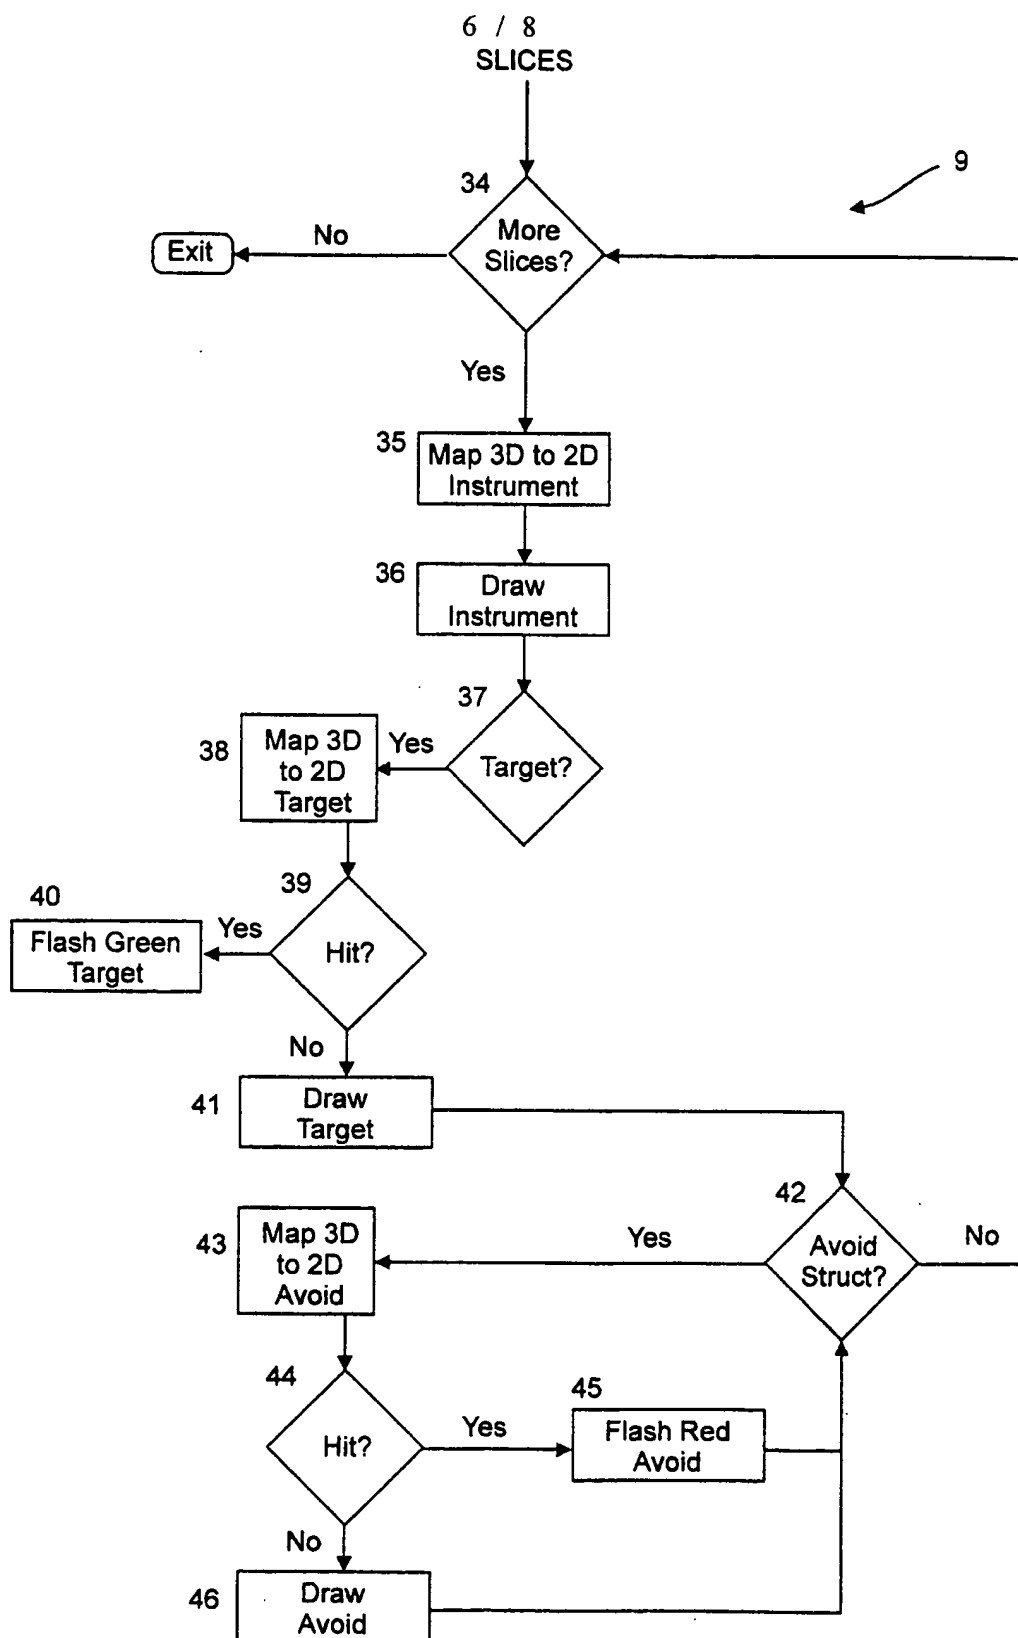 6 / 8
SLICES
9
34
More
Slices?
No
Exit
Yes
35
Map 3D to 2D
Instrument
36
Draw
Instrument
37
Target?
Yes
38
Map 3D
to 2D
Target
39
Hit?
Yes
40
Flash Green
Target
No
41
Draw
Target
42
Avoid
Struct?
No
Yes
43
Map 3D
to 2D
Avoid
44
Hit?
Yes
45
Flash Red
Avoid
No
46
Draw
Avoid